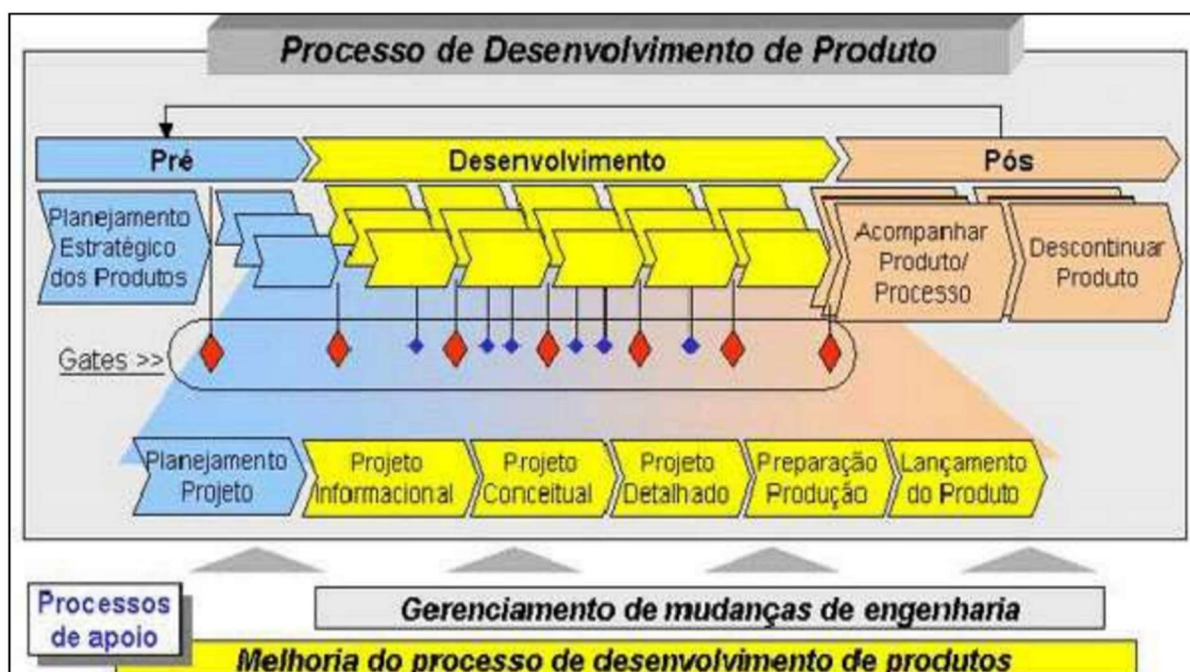 Processo de Desenvolvimento de Produto
Pré
Desenvolvimento
Pós
Planejamento
Estratégico
dos Produtos
Acompanhar
Produto/
Processo
Descontinuar
Produto
Gates >>
Planejamento
Projeto
Projeto
Informacional
Projeto
Conceitual
Projeto
Detalhado
Preparação
Produção
Lançamento
do Produto
Processos
de apoio
Gerenciamento de mudanças de engenharia
Melhoria do processo de desenvolvimento de produtos